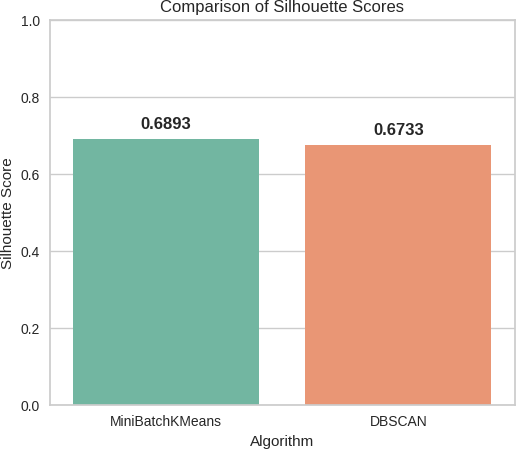 Comparison of Silhouette Scores
1.0
0.8
0.6
0.4
0.2
0.0
Silhouette Score
0.6893
0.6733
MiniBatchKMeans
DBSCAN
Algorithm